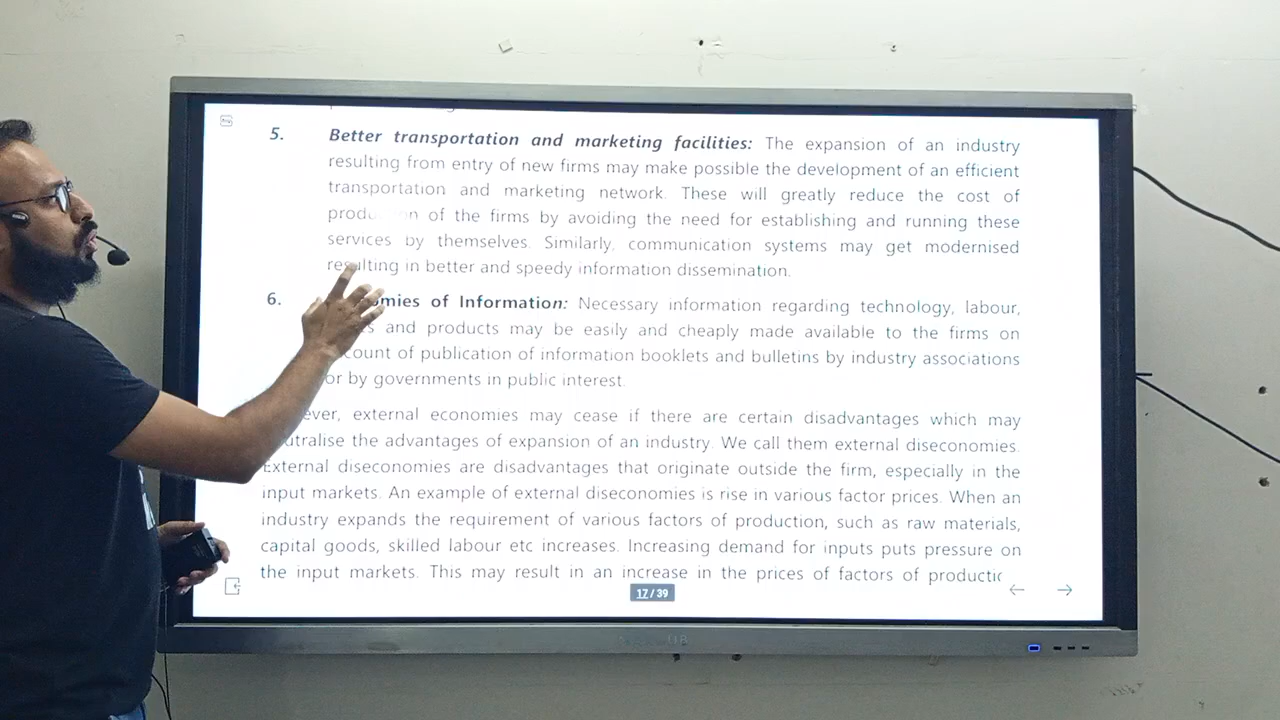 5. Better transportation and marketing facilities: The expansion of an industry
resulting from entry of new firms may make possible the development of an efficient
transportation and marketing network. These will greatly reduce the cost of
of the firms by avoiding the need for establishing and running these
services by themselves. Similarly, communication systems may get modernised
resulting in better and speedy information dissemination.
6. of Information: Necessary information regarding technology, labour,
and products may be easily and cheaply made available to the firms on
of publication of information booklets and bulletins by industry associations
or by governments in public interest.
external economies may cease if there are certain disadvantages which may
the advantages of expansion of an industry. We call them external diseconomies.
External diseconomies are disadvantages that originate outside the firm, especially in the
input markets. An example of external diseconomies is rise in various factor prices. When an
industry expands the requirement of various factors of production, such as raw materials,
capital goods, skilled labour etc increases. Increasing demand for inputs puts pressure on
the input markets. This may result in an increase in the prices of factors of
17 / 39